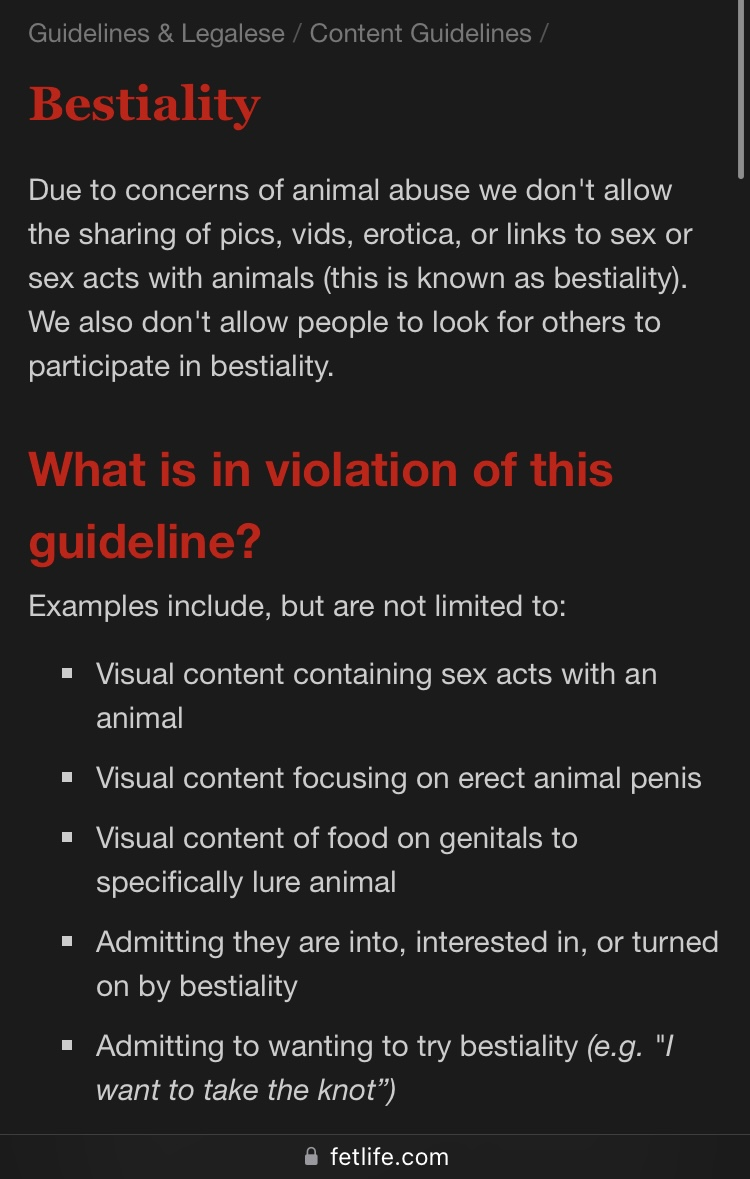 Guidelines & Legalese / Content Guidelines /
Bestiality
Due to concerns of animal abuse we don't allow
the sharing of pics, vids, erotica, or links to sex or
sex acts with animals (this is known as bestiality).
We also don't allow people to look for others to
participate in bestiality.
What is in violation of this
guideline?
Examples include, but are not limited to:
▪ Visual content containing sex acts with an
animal
▪ Visual content focusing on erect animal penis
▪ Visual content of food on genitals to
specifically lure animal
▪ Admitting they are into, interested in, or turned
on by bestiality
▪ Admitting to wanting to try bestiality (e.g. "I
want to take the knot”)
fetlife.com